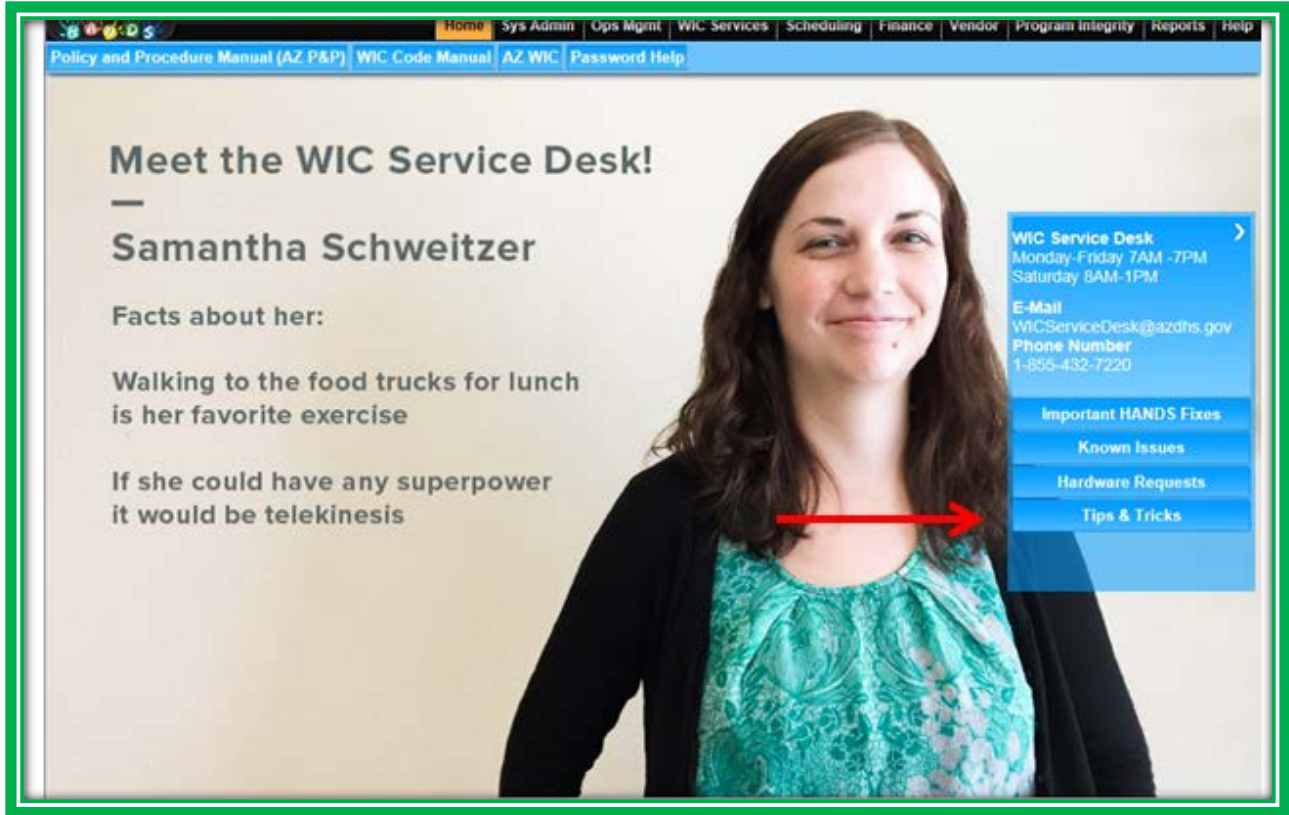 HANDS
Home Sys Admin Ops Mgmt WIC Services Scheduling Finance Vendor Program Integrity Reports Help
Policy and Procedure Manual (AZ P&P) WIC Code Manual AZ WIC Password Help
Meet the WIC Service Desk!
—
Samantha Schweitzer
Facts about her:
Walking to the food trucks for lunch
is her favorite exercise
If she could have any superpower
it would be telekinesis
WIC Service Desk
Monday-Friday 7AM -7PM
Saturday 8AM-1PM
E-Mail
WICServiceDesk@azdhs.gov
Phone Number
1-855-432-7220
Important HANDS Fixes
Known Issues
Hardware Requests
Tips & Tricks